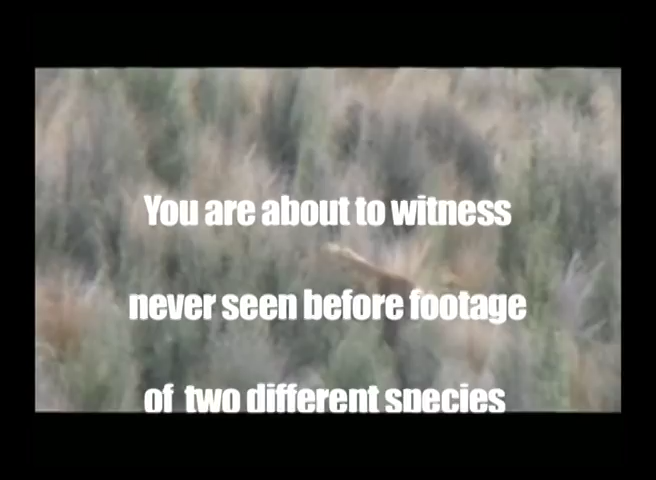 You are about to witness
never seen before footage
of two different species